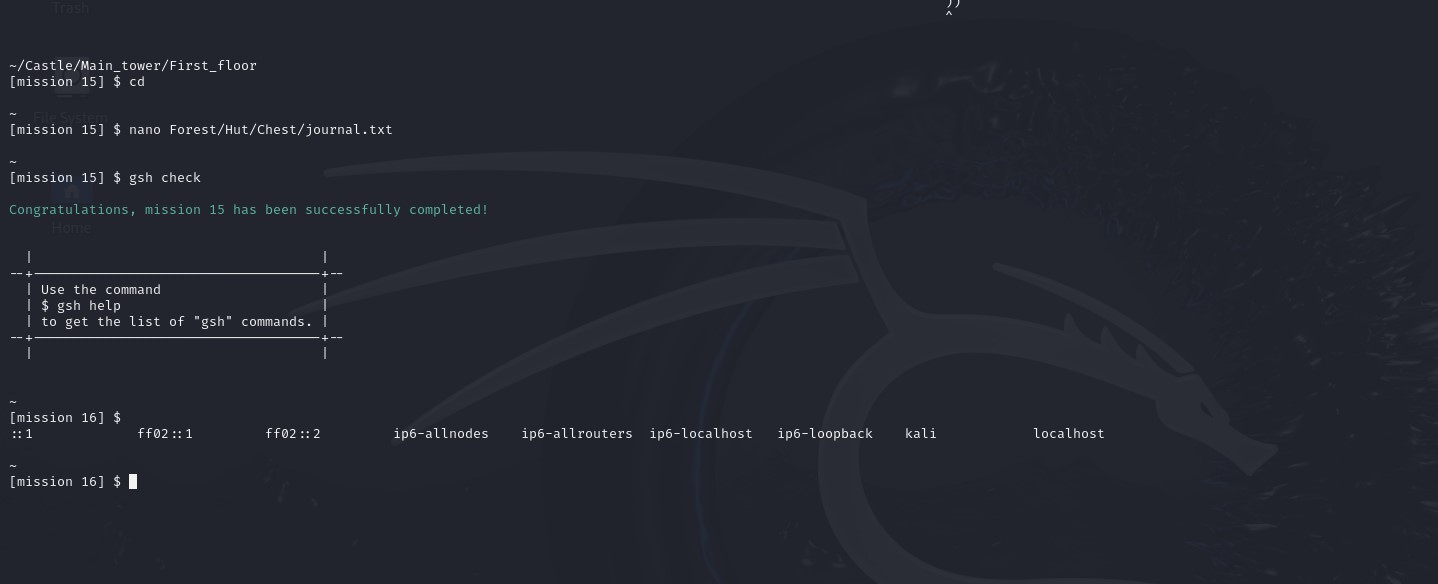 Trash
))
^
~/Castle/Main_tower/First_floor
[mission 15] $ cd
~
File System
[mission 15] $ nano Forest/Hut/Chest/journal.txt
~
[mission 15] $ gsh check
Congratulations, mission 15 has been successfully completed!
Home
| |
--+-----------------------------------+--
| Use the command |
| $ gsh help |
| to get the list of "gsh" commands. |
--+-----------------------------------+--
| |
~
[mission 16] $
::1 ff02::1 ff02::2 ip6-allnodes ip6-allrouters ip6-localhost ip6-loopback kali localhost
~
[mission 16] $